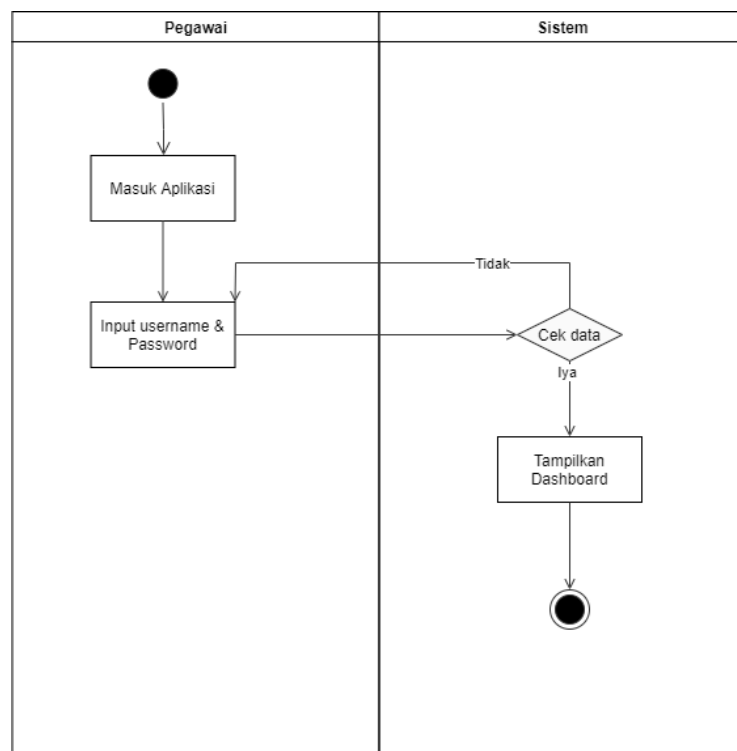 Pegawai
Sistem
Masuk Aplikasi
Tidak
Input username &
Password
Cek data
Iya
Tampilkan
Dashboard